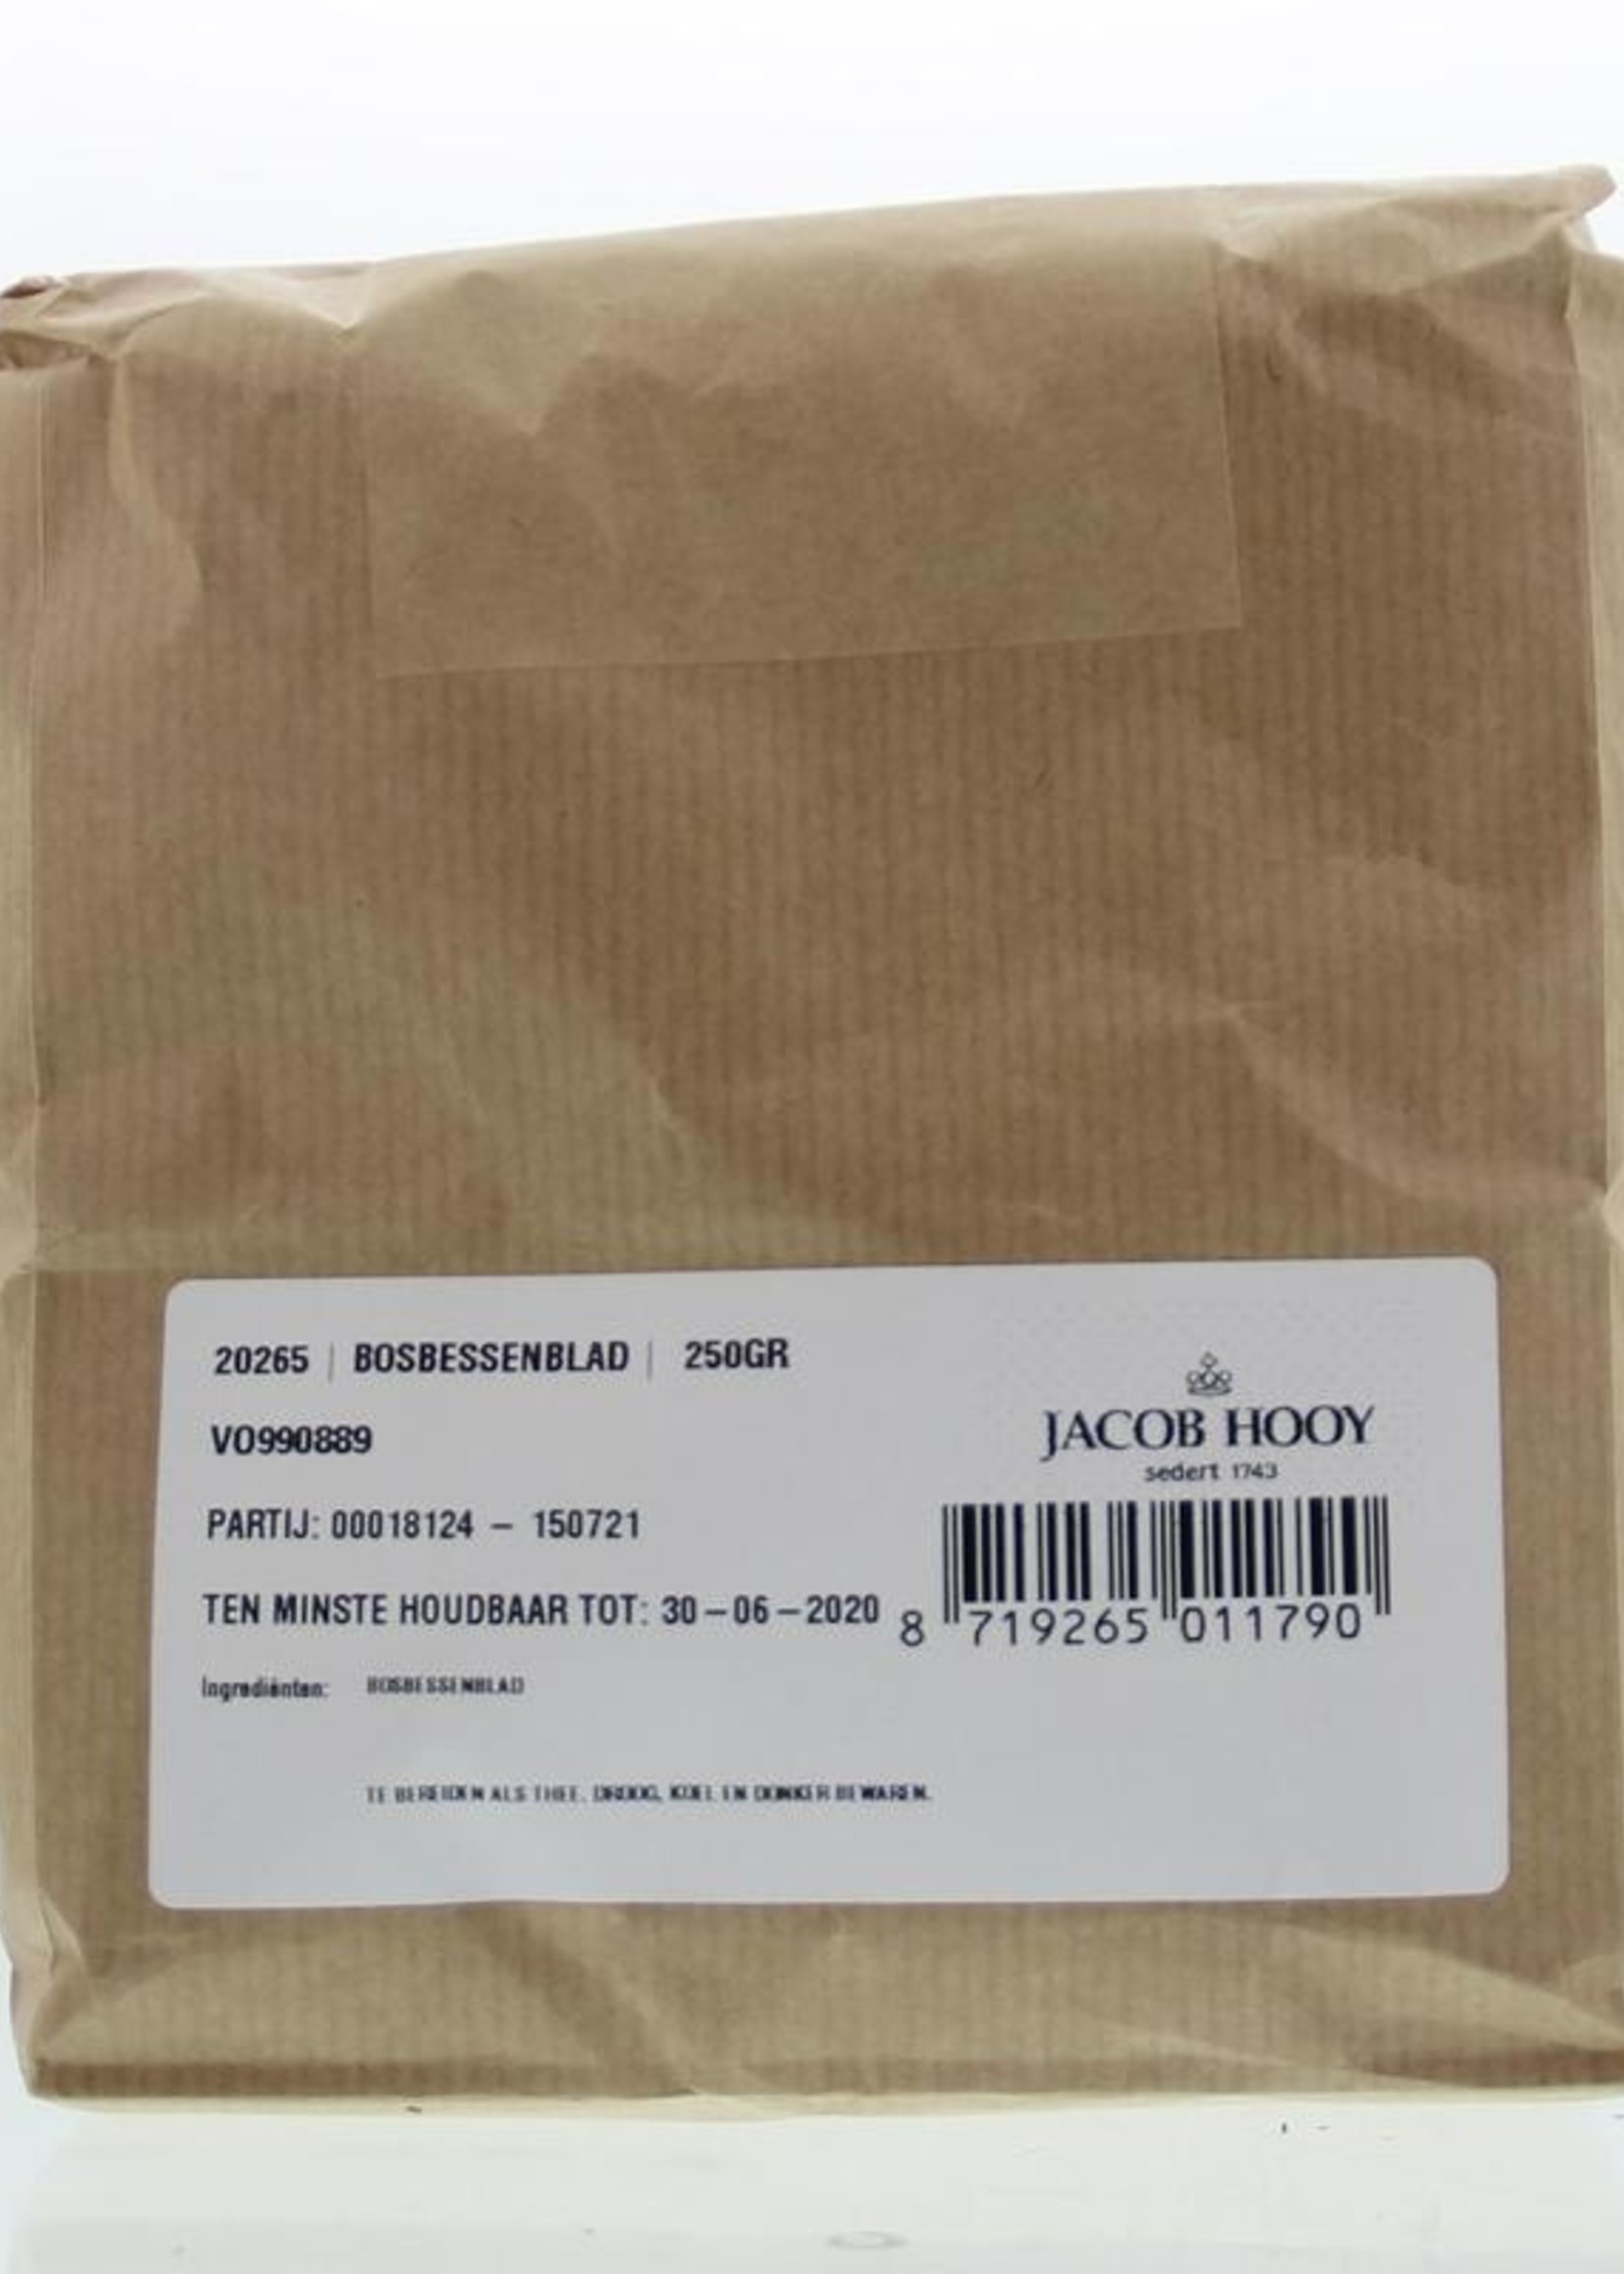 20265 | BOSBESSENBLAD | 250GR
VO990889
PARTIJ: 00018124 – 150721
TEN MINSTE HOUDBAAR TOT: 30–06–2020
Ingrediënten: BOSBESSENBLAD
TE BEREIDEN ALS THEE. DROOG, KOEL EN DONKER BEWAREN.
JACOB HOOY
sedert 1743
8 719265 011790